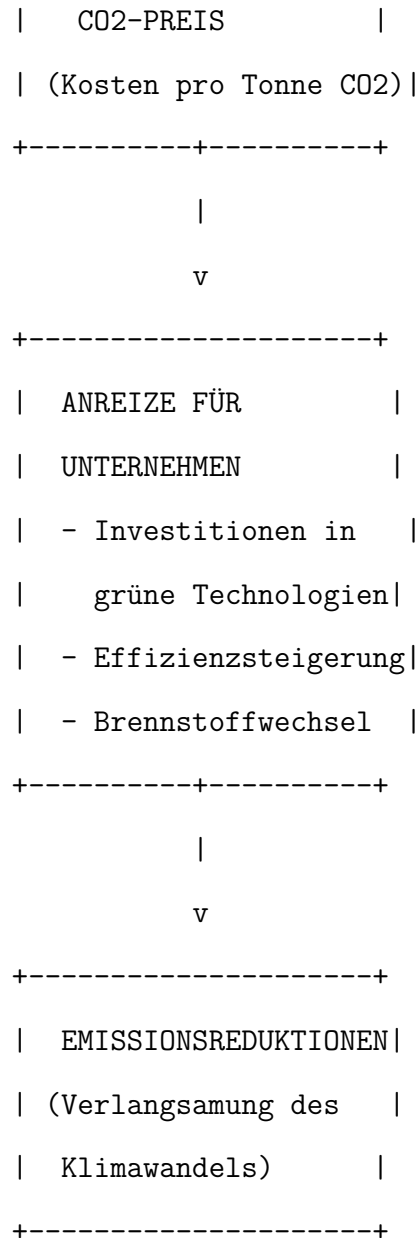 |   CO2-PREIS         |
| (Kosten pro Tonne CO2)|
+----------+----------+
|
v
+---------------------+
|  ANREIZE FÜR         |
|  UNTERNEHMEN         |
|  - Investitionen in   |
|    grüne Technologien|
|  - Effizienzsteigerung|
|  - Brennstoffwechsel  |
+----------+----------+
|
v
+---------------------+
|  EMISSIONSREDUKTIONEN|
| (Verlangsamung des   |
|  Klimawandels)       |
+---------------------+